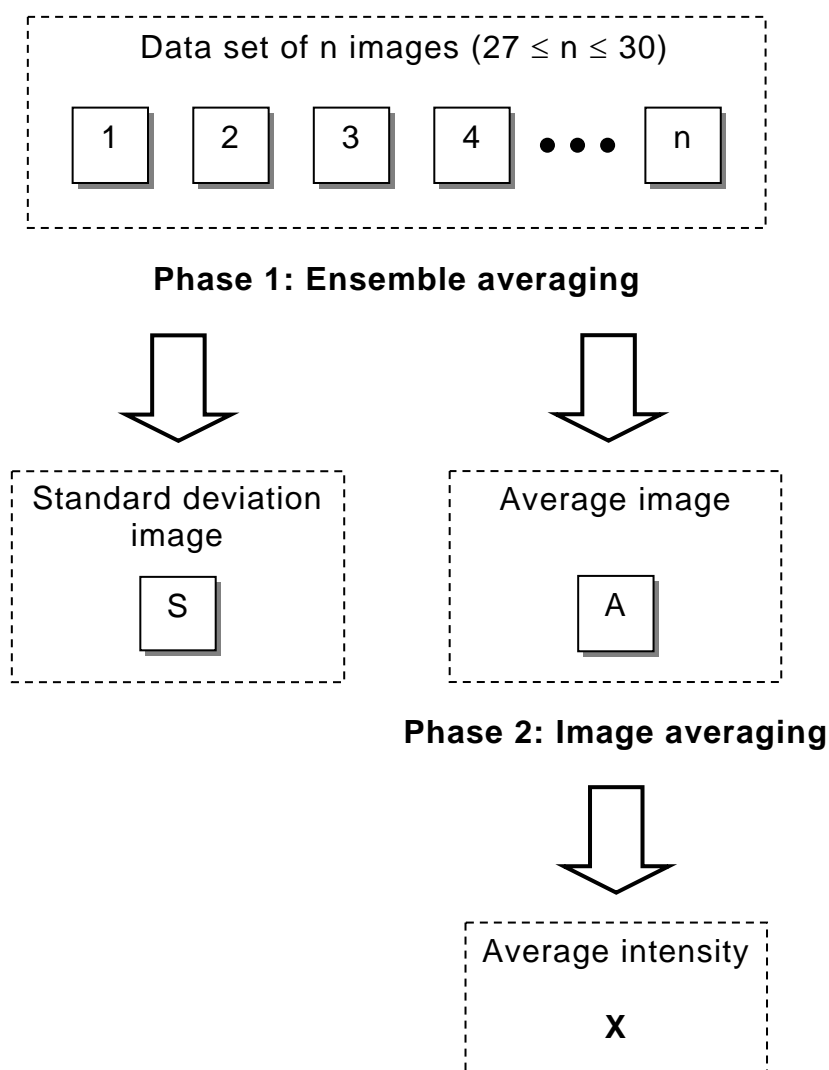 Data set of n images (27 ≤ n ≤ 30)
1 2 3 4 ••• n
Phase 1: Ensemble averaging
Standard deviation
image
S
Average image
A
Phase 2: Image averaging
Average intensity
X